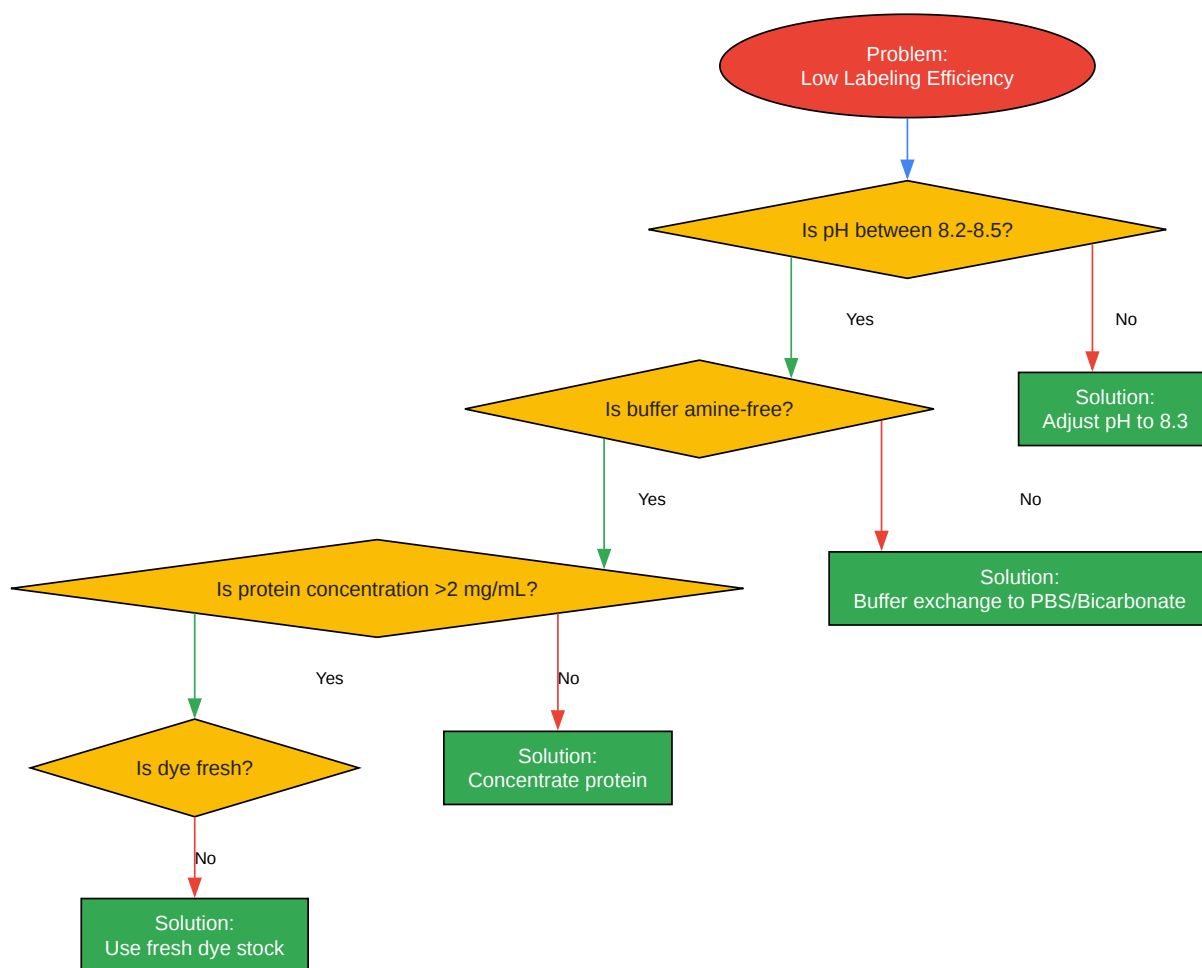 Problem:
Low Labeling Efficiency
Is pH between 8.2-8.5?
Yes
No
Solution:
Adjust pH to 8.3
Is buffer amine-free?
Yes
No
Solution:
Buffer exchange to PBS/Bicarbonate
Is protein concentration >2 mg/mL?
Yes
No
Solution:
Concentrate protein
Is dye fresh?
No
Solution:
Use fresh dye stock